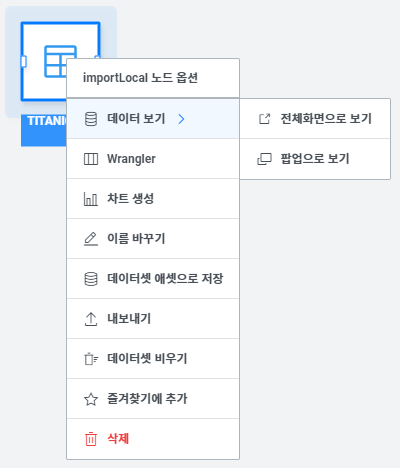 importLocal 노드 옵션
데이터 보기
전체화면으로 보기
TITANI
Wrangler
팝업으로 보기
차트 생성
이름 바꾸기
데이터셋 애셋으로 저장
내보내기
데이터셋 비우기
즐겨찾기에 추가
삭제